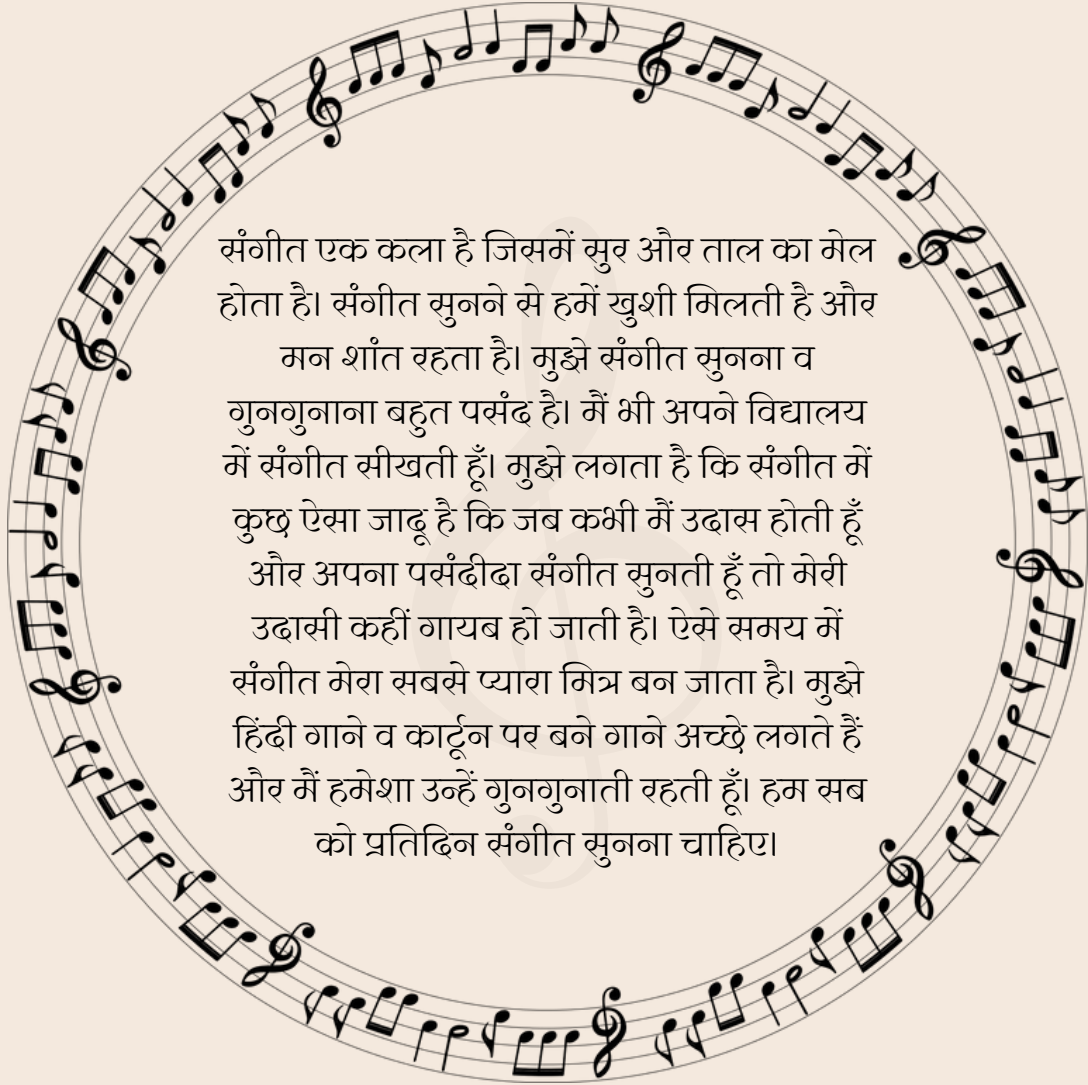 संगीत एक कला है जिसमें सुर और ताल का मेल
होता है। संगीत सुनने से हमें खुशी मिलती है और
मन शांत रहता है। मुझे संगीत सुनना व
गुनगुनाना बहुत पसंद है। मैं भी अपने विद्यालय
में संगीत सीखती हूँ। मुझे लगता है कि संगीत में
कुछ ऐसा जादू है कि जब कभी मैं उदास होती हूँ
और अपना पसंदीदा संगीत सुनती हूँ तो मेरी
उदासी कहीं गायब हो जाती है। ऐसे समय में
संगीत मेरा सबसे प्यारा मित्र बन जाता है। मुझे
हिंदी गाने व कार्टून पर बने गाने अच्छे लगते हैं
और मैं हमेशा उन्हें गुनगुनाती रहती हूँ। हम सब
को प्रतिदिन संगीत सुनना चाहिए।